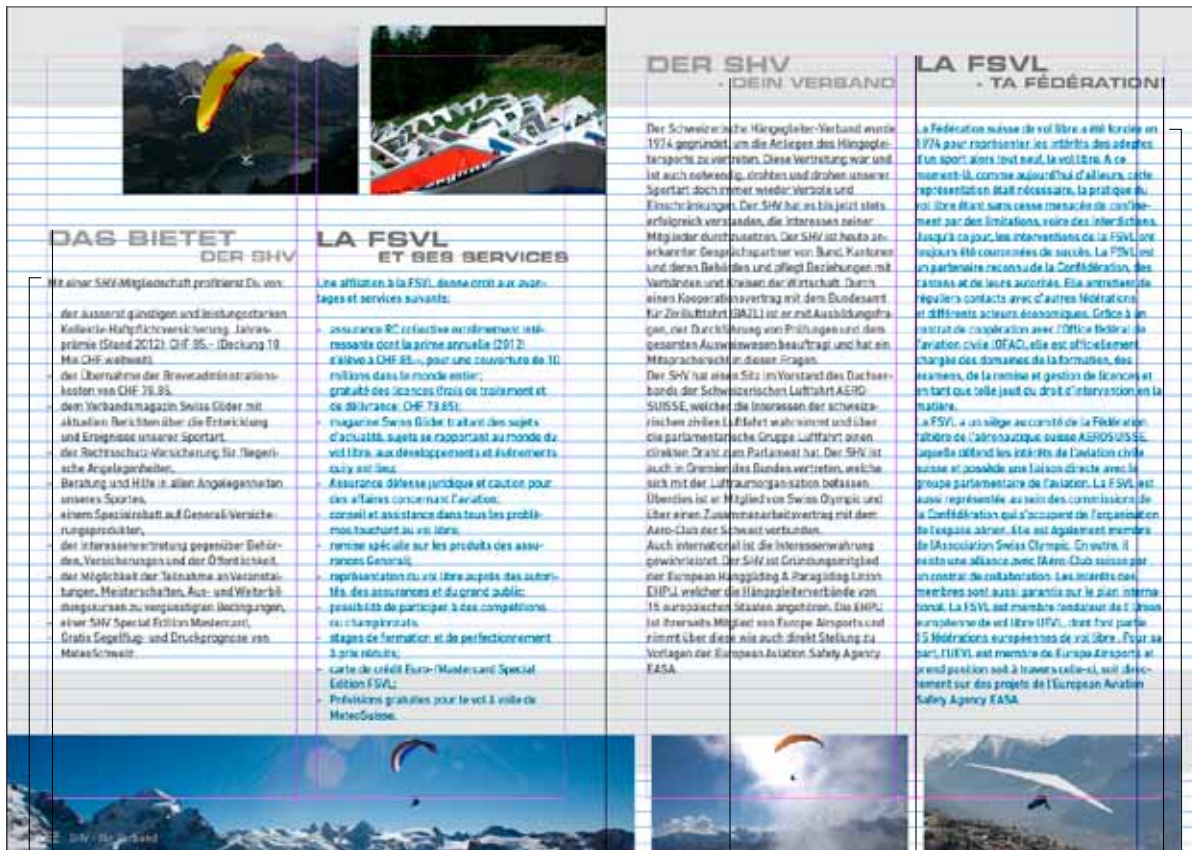 DAS BIETET
DER SHV
Mit einer SHV-Mitgliedschaft profitierst Du von:
- der äusserst günstigen und leistungsstarken
Kollektiv-Haftpflichtversicherung. Jahres-
prämie (Stand 2012): CHF 85.– (Deckung 10
Mio CHF weltweit).
- der Übernahme der Brevetadministrations-
kosten von CHF 79.85.
- dem Verbandsmagazin Swiss Glider mit
aktuellen Berichten über die Entwicklung
und Ereignisse unserer Sportart.
- der Rechtsschutz-Versicherung für fliegeri-
sche Angelegenheiten,
- Beratung und Hilfe in allen Angelegenheiten
unseres Sportes,
- einem Spezialrabatt auf Generali-Versiche-
rungsprodukten,
- der Interessenvertretung gegenüber Behör-
den, Versicherungen und der Öffentlichkeit.
- der Möglichkeit der Teilnahme an Veranstal-
tungen, Meisterschaften, Aus- und Weiterbil-
dungskursen zu vergünstigten Bedingungen,
- einer SHV Special Edition Mastercard,
- Gratis Segelflug- und Druckprognose von
MeteoSchweiz
LA FSVL
ET SES SERVICES
Une affiliation à la FSVL donne droit aux avan-
tages et services suivants:
- assurance RC collective extrêmement inté-
ressante dont la prime annuelle (2012)
s'élève à CHF 85.–, pour une couverture de 10
millions dans le monde entier;
- gratuité des licences (frais de traitement et
de délivrance: CHF 79.85);
- magazine Swiss Glider traitant des sujets
d'actualité, sujets se rapportant au monde du
vol libre, aux développements et événements
qui y ont lieu;
- Assurance défense juridique et caution pour
des affaires concernant l'aviation;
- conseil et assistance dans tous les problè-
mes touchant au vol libre;
- remise spéciale sur les produits des assu-
rances Generali;
- représentation du vol libre auprès des autori-
tés, des assurances et du grand public;
- possibilité de participer à des compétitions
ou championnats,
- stages de formation et de perfectionnement
à prix réduits;
- carte de crédit Euro-/Mastercard Special
Edition FSVL;
- Prévisions gratuites pour le vol à voile de
MeteoSuisse.
DER SHV
- DEIN VERBAND
Der Schweizerische Hängegleiter-Verband wurde
1974 gegründet, um die Anliegen des Hängeglei-
tersports zu vertreten. Diese Vertretung war und
ist auch notwendig, drohten und drohen unserer
Sportart doch immer wieder Verbote und
Einschränkungen. Der SHV hat es bis jetzt stets
erfolgreich verstanden, die Interessen seiner
Mitglieder durchzusetzen. Der SHV ist heute an-
erkannter Gesprächspartner von Bund, Kantonen
und deren Behörden und pflegt Beziehungen mit
Verbänden und Kreisen der Wirtschaft. Durch
einen Kooperationsvertrag mit dem Bundesamt
für Zivilluftfahrt (BAZL) ist er mit Ausbildungsfra-
gen, der Durchführung von Prüfungen und dem
gesamten Ausweiswesen beauftragt und hat ein
Mitspracherecht in diesen Fragen.
Der SHV hat einen Sitz im Vorstand des Dachver-
bands der Schweizerischen Luftfahrt AERO-
SUISSE, welcher die Interessen der schweize-
rischen zivilen Luftfahrt wahrnimmt und über
die parlamentarische Gruppe Luftfahrt einen
direkten Draht zum Parlament hat. Der SHV ist
auch in Gremien des Bundes vertreten, welche
sich mit der Luftraumorganisation befassen.
Überdies ist er Mitglied von Swiss Olympic und
über einen Zusammenarbeitsvertrag mit dem
Aero-Club der Schweiz verbunden.
Auch international ist die Interessenwahrung
gewährleistet. Der SHV ist Gründungsmitglied
der European Hanggliding & Paragliding Union
EHPU, welcher die Hängegleiterverbände von
15 europäischen Staaten angehören. Die EHPU
ist ihrerseits Mitglied von Europe Airsports und
nimmt über diese wie auch direkt Stellung zu
Vorlagen der European Aviation Safety Agency
EASA.
LA FSVL
- TA FÉDÉRATION!
La Fédération suisse de vol libre a été fondée en
1974 pour représenter les intérêts des adeptes
d'un sport alors tout neuf, le vol libre. A ce
moment-là, comme aujourd'hui d'ailleurs, cette
représentation était nécessaire, la pratique du
vol libre étant sans cesse menacée de confine-
ment par des limitations, voire des interdictions.
Jusqu'à ce jour, les interventions de la FSVL ont
toujours été couronnées de succès. La FSVL est
un partenaire reconnu de la Confédération, des
cantons et de leurs autorités. Elle entretient de
réguliers contacts avec d'autres fédérations
et différents acteurs économiques. Grâce à un
contrat de coopération avec l'Office fédéral de
l'aviation civile (OFAC), elle est officiellement
chargée des domaines de la formation, des
examens, de la remise et gestion de licences et
en tant que telle jouit du droit d'intervention en la
matière.
La FSVL a un siège au comité de la Fédération
faîtière de l'aéronautique suisse AEROSUISSE,
laquelle défend les intérêts de l'aviation civile
suisse et possède une liaison directe avec le
groupe parlementaire de l'aviation. La FSVL est
aussi représentée au sein des commissions de
la Confédération qui s'occupent de l'organisation
de l'espace aérien. Elle est également membre
de l'Association Swiss Olympic. En outre, il
existe une alliance avec l'Aéro-Club suisse par
un contrat de collaboration. Les intérêts des
membres sont aussi garantis sur le plan interna-
tional. La FSVL est membre fondateur de l'Union
européenne de vol libre UEVL, dont font partie
15 fédérations européennes de vol libre. Pour sa
part, l'UEVL est membre de Europe Airsports et
prend position soit à travers celle-ci, soit direc-
tement sur des projets de l'European Aviation
Safety Agency EASA.
SHV - Ihr Verband